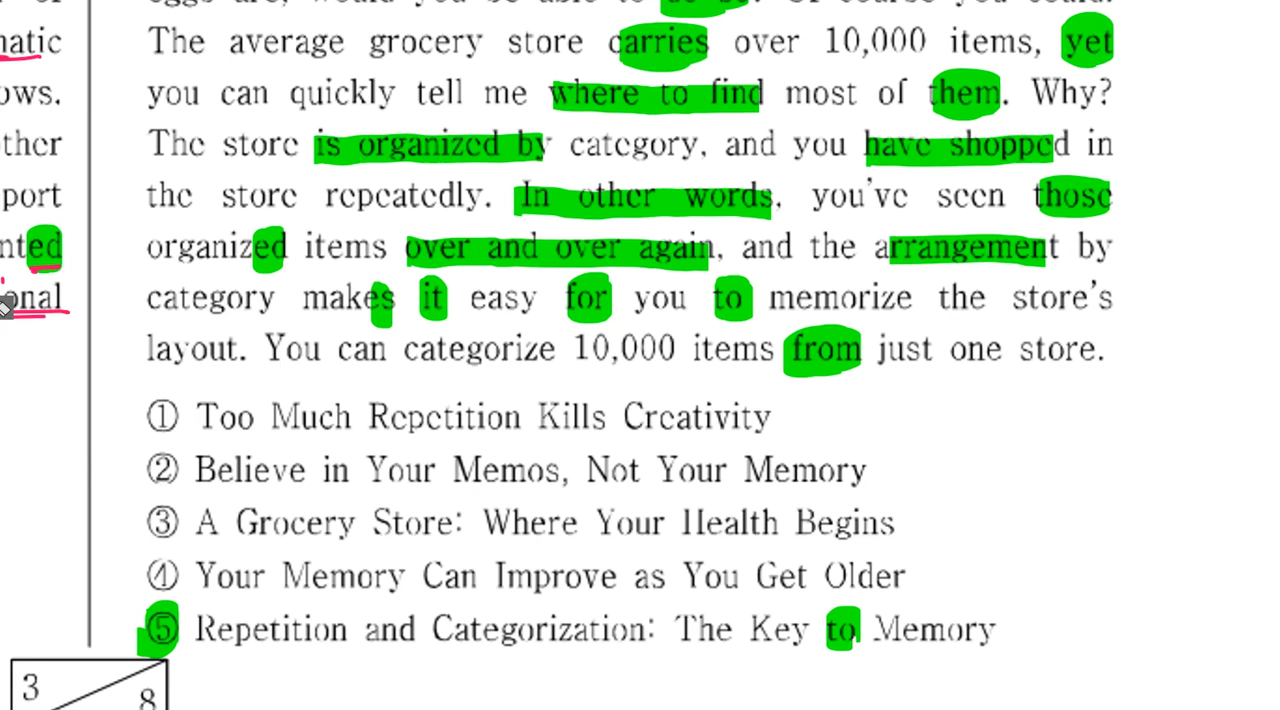 The average grocery store carries over 10,000 items, yet
you can quickly tell me where to find most of them. Why?
The store is organized by category, and you have shopped in
the store repeatedly. In other words, you've seen those
organized items over and over again, and the arrangement by
category makes it easy for you to memorize the store's
layout. You can categorize 10,000 items from just one store.
① Too Much Repetition Kills Creativity
② Believe in Your Memos, Not Your Memory
③ A Grocery Store: Where Your Health Begins
④ Your Memory Can Improve as You Get Older
⑤ Repetition and Categorization: The Key to Memory
3
8